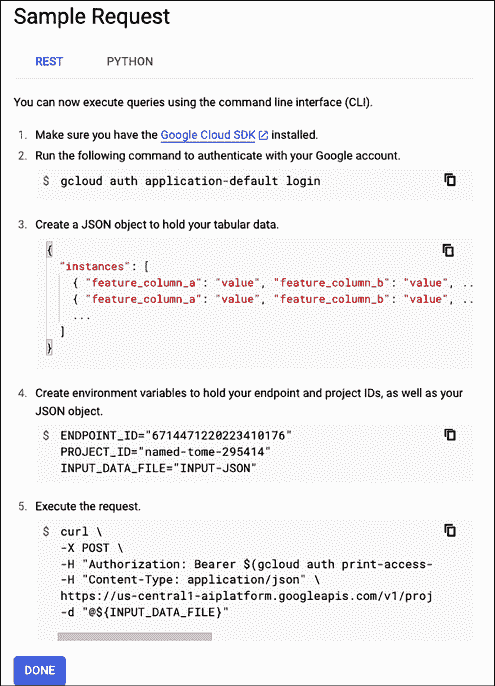 Sample Request
REST PYTHON
You can now execute queries using the command line interface (CLI).
1. Make sure you have the Google Cloud SDK installed.
2. Run the following command to authenticate with your Google account.
$ gcloud auth application-default login
3. Create a JSON object to hold your tabular data.
{
"instances": [
{ "feature_column_a": "value", "feature_column_b": "value", ..
{ "feature_column_a": "value", "feature_column_b": "value", ..
...
]
}
4. Create environment variables to hold your endpoint and project IDs, as well as your
JSON object.
$ ENDPOINT_ID="6714471220223410176"
PROJECT_ID="named-tome-295414"
INPUT_DATA_FILE="INPUT-JSON"
5. Execute the request.
$ curl \
-X POST \
-H "Authorization: Bearer $(gcloud auth print-access-
-H "Content-Type: application/json" \
https://us-central1-aiplatform.googleapis.com/v1/proj
-d "@${INPUT_DATA_FILE}"
DONE